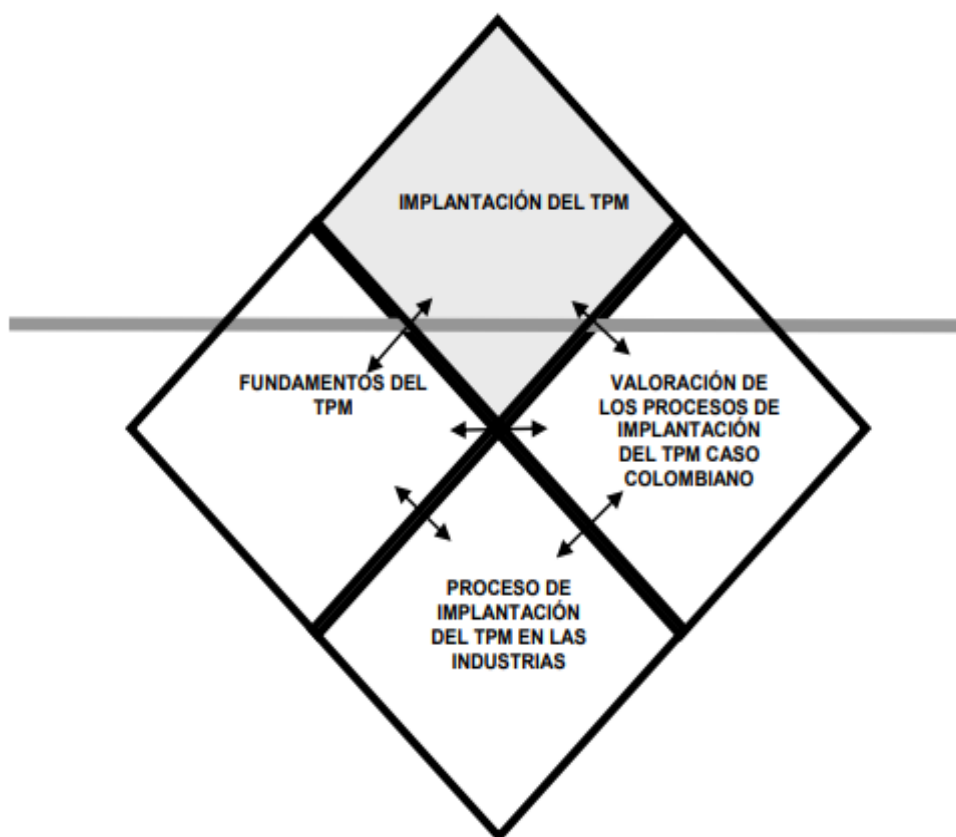 IMPLANTACIÓN DEL TPM
FUNDAMENTOS DEL
TPM
VALORACIÓN DE
LOS PROCESOS DE
IMPLANTACIÓN
DEL TPM CASO
COLOMBIANO
PROCESO DE
IMPLANTACIÓN
DEL TPM EN LAS
INDUSTRIAS